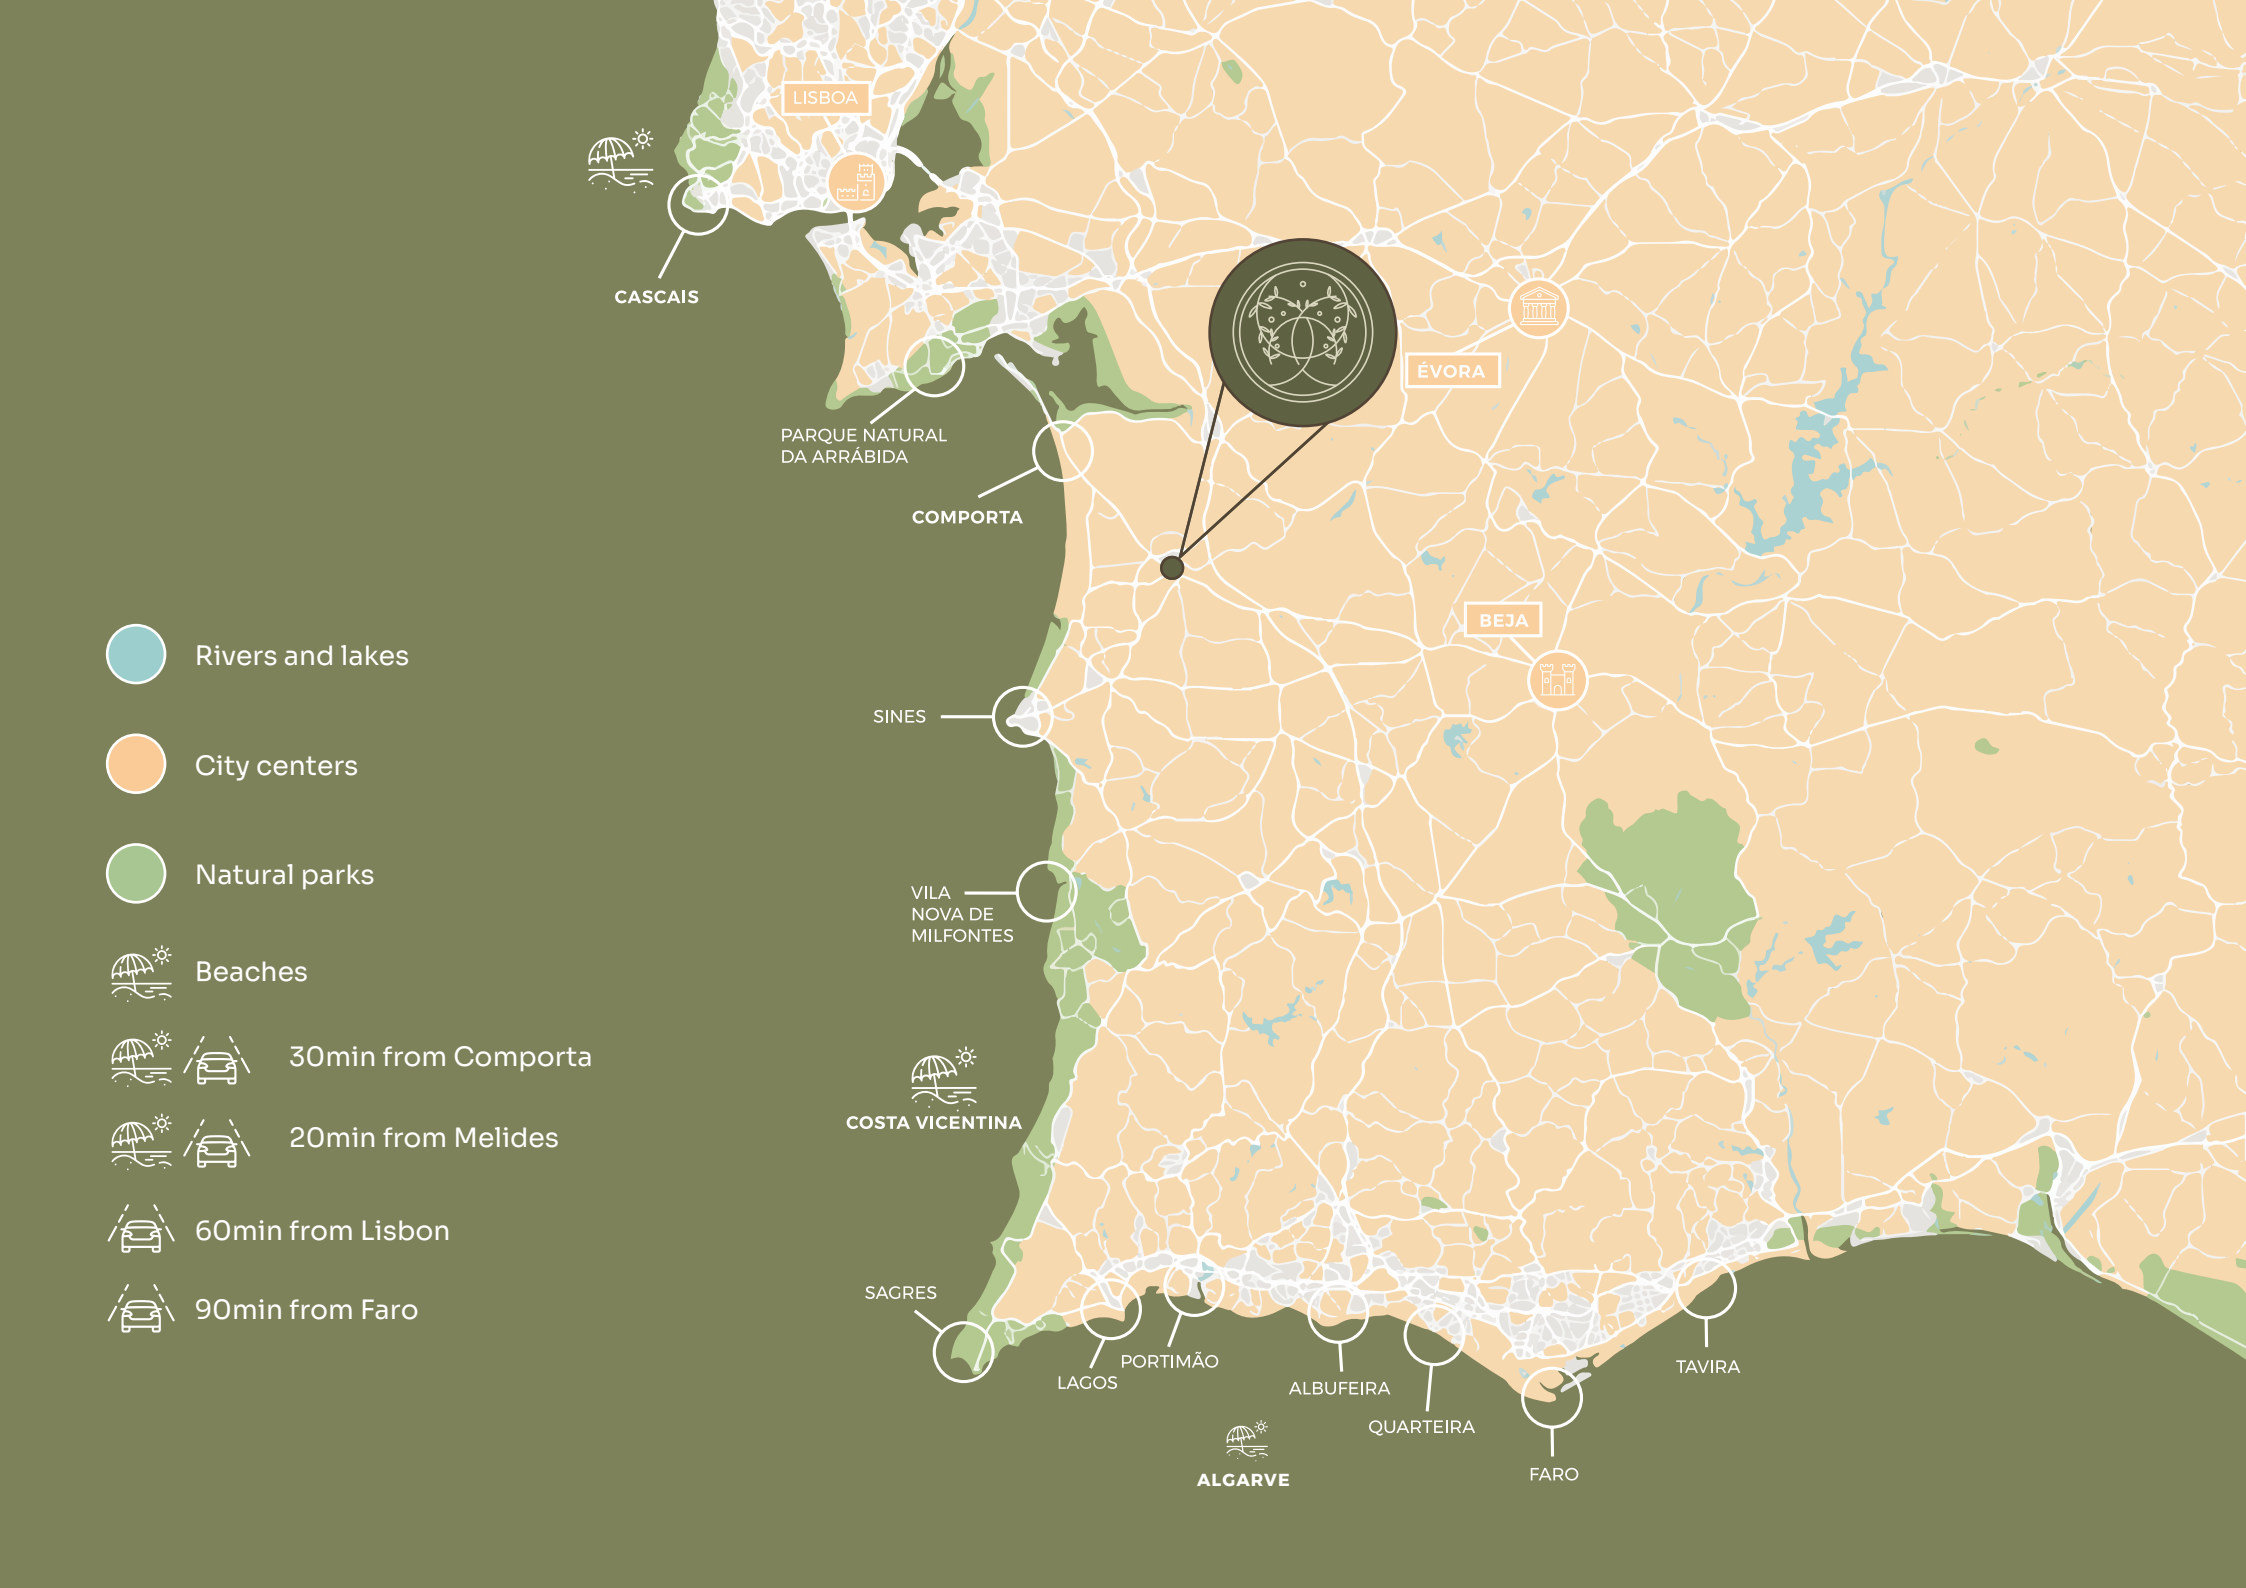 LISBOA
CASCAIS
ÉVORA
PARQUE NATURAL
DA ARRÁBIDA
COMPORTA
BEJA
Rivers and lakes
SINES
City centers
Natural parks
VILA
NOVA DE
MILFONTES
Beaches
30min from Comporta
COSTA VICENTINA
20min from Melides
60min from Lisbon
SAGRES
90min from Faro
PORTIMÃO
TAVIRA
LAGOS
ALBUFEIRA
QUARTEIRA
FARO
ALGARVE